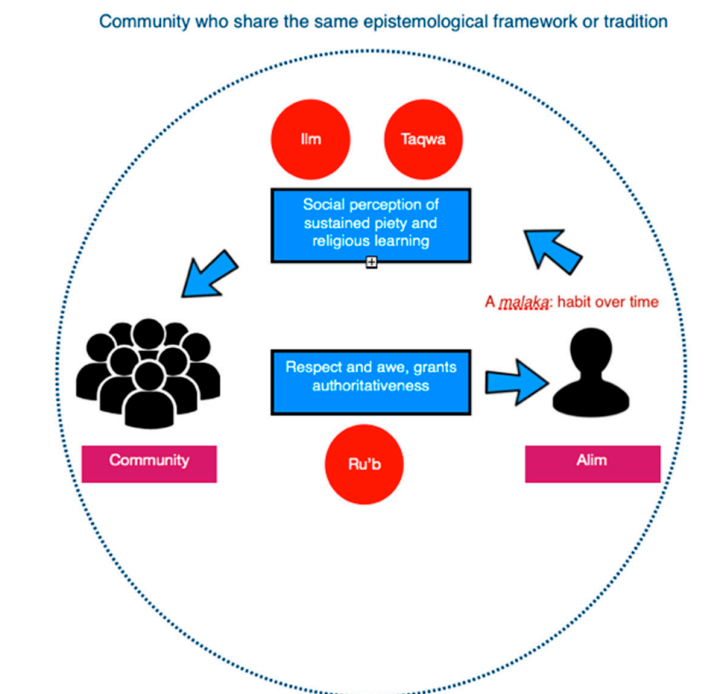 Community who share the same epistemological framework or tradition
Ilm
Taqwa
Social perception of
sustained piety and
religious learning
A malaka: habit over time
Respect and awe, grants
authoritativeness
Community
Ru'b
Alim